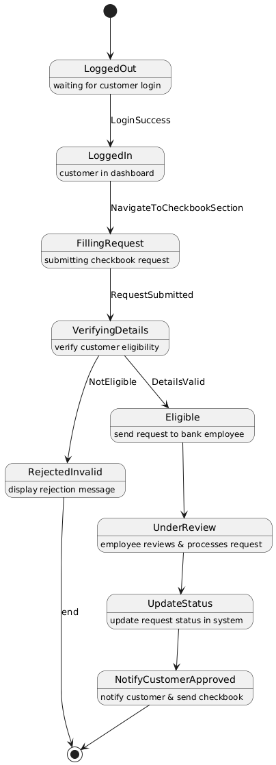 LoggedOut
waiting for customer login
LoginSuccess
LoggedIn
customer in dashboard
NavigateToCheckbookSection
FillingRequest
submitting checkbook request
RequestSubmitted
VerifyingDetails
verify customer eligibility
NotEligible
DetailsValid
Eligible
send request to bank employee
RejectedInvalid
display rejection message
UnderReview
employee reviews & processes request
UpdateStatus
update request status in system
end
NotifyCustomerApproved
notify customer & send checkbook